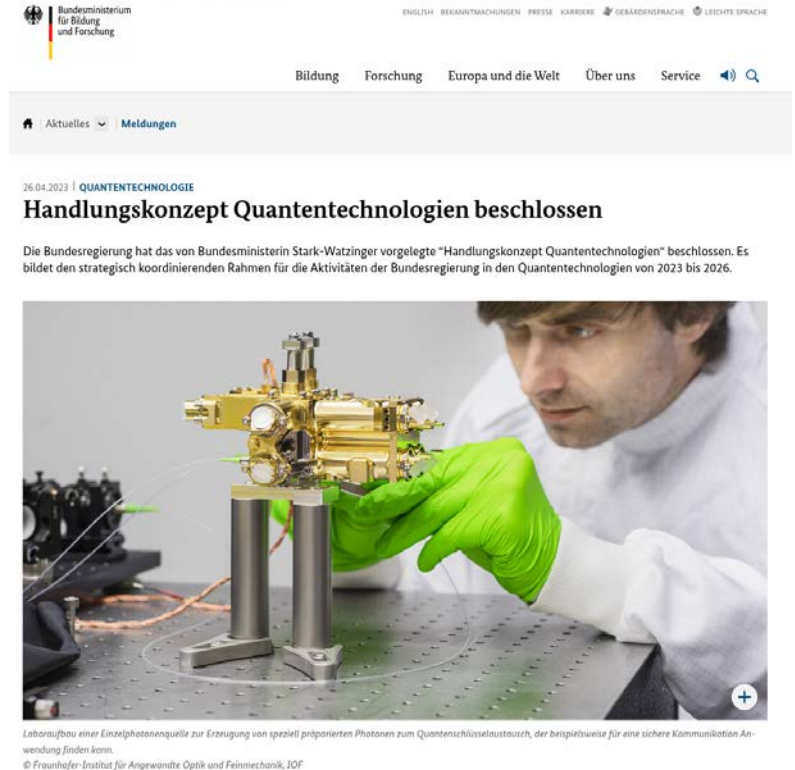 Bundesministerium
für Bildung
und Forschung
ENGLISH BEKANNTMACHUNGEN PRESSE KARRIERE GEBÄRDENSPRACHE LEICHTE SPRACHE
Bildung Forschung Europa und die Welt Über uns Service
Aktuelles Meldungen
26.04.2023 | QUANTENTECHNOLOGIE
Handlungskonzept Quantentechnologien beschlossen
Die Bundesregierung hat das von Bundesministerin Stark-Watzinger vorgelegte "Handlungskonzept Quantentechnologien" beschlossen. Es
bildet den strategisch koordinierenden Rahmen für die Aktivitäten der Bundesregierung in den Quantentechnologien von 2023 bis 2026.
Laboraufbau einer Einzelphotonenquelle zur Erzeugung von speziell präparierten Photonen zum Quantenschlüsselaustausch, der beispielsweise für eine sichere Kommunikation An-
wendung finden kann.
© Fraunhofer-Institut für Angewandte Optik und Feinmechanik, IOF